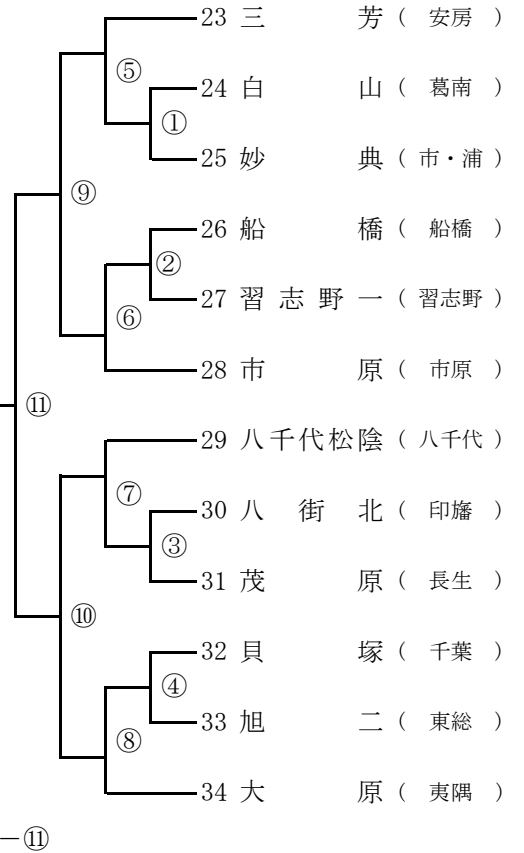 23 三芳（ 安房 ）
⑤
24 白山（ 葛南 ）
①
25 妙典（ 市・浦 ）
⑨
26 船橋（ 船橋 ）
②
27 習志野一（ 習志野 ）
⑥
28 市原（ 市原 ）
⑪
29 八千代松陰（ 八千代 ）
⑦
30 八街北（ 印旛 ）
③
31 茂原（ 長生 ）
⑩
32 貝塚（ 千葉 ）
④
33 旭二（ 東総 ）
⑧
34 大原（ 夷隅 ）
－⑪